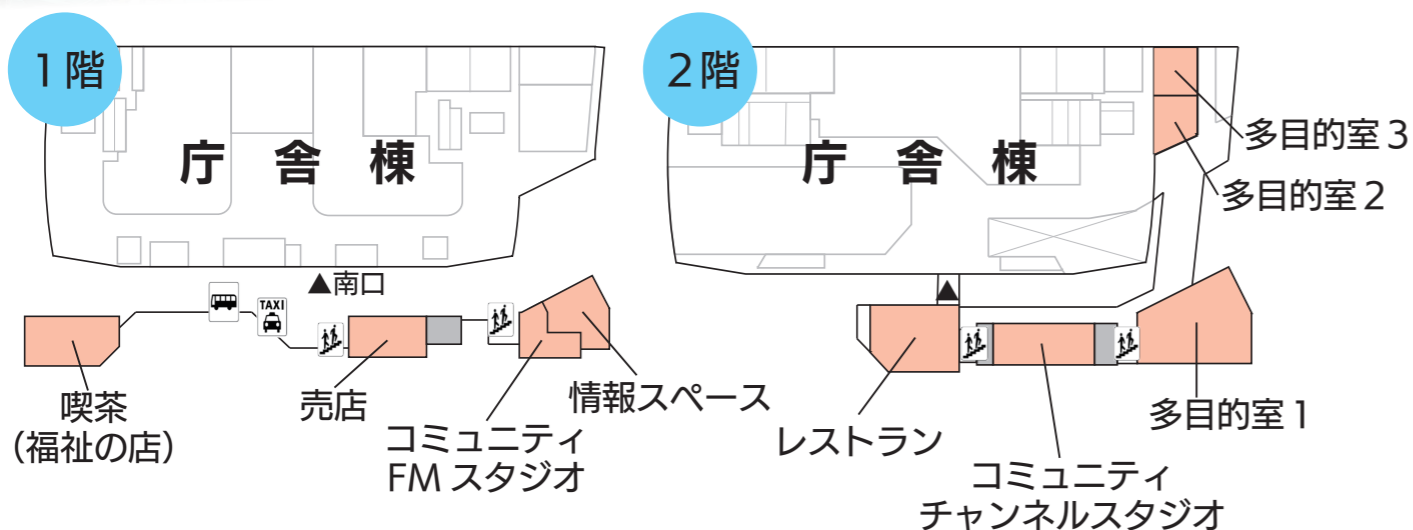 1階
庁舎棟
▲南口
TAXI
喫茶
(福祉の店)
売店
コミュニティ
FMスタジオ
情報スペース
2階
庁舎棟
多目的室3
多目的室2
▲
レストラン
コミュニティ
チャンネルスタジオ
多目的室1